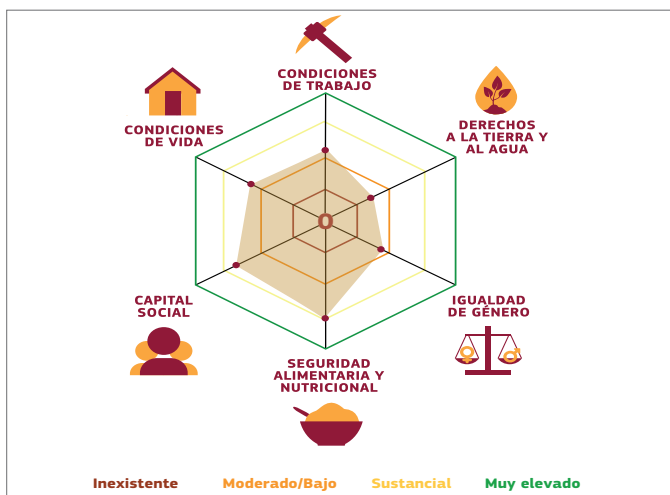 CONDICIONES
DE TRABAJO
CONDICIONES
DE VIDA
DERECHOS
A LA TIERRA Y
AL AGUA
0
CAPITAL
SOCIAL
IGUALDAD
DE GÉNERO
SEGURIDAD
ALIMENTARIA Y
NUTRICIONAL
Inexistente Moderado/Bajo Sustancial Muy elevado